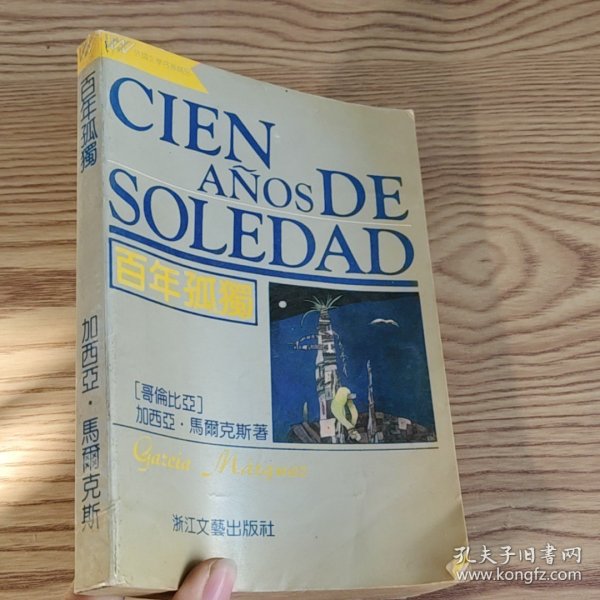 百年孤獨
加西亞·馬爾克斯
CIEN
AÑOS DE
SOLEDAD
百年孤獨
[哥倫比亞]
加西亞·馬爾克斯著
García Márquez
浙江文藝出版社
孔夫子旧书网
www.kongfz.com